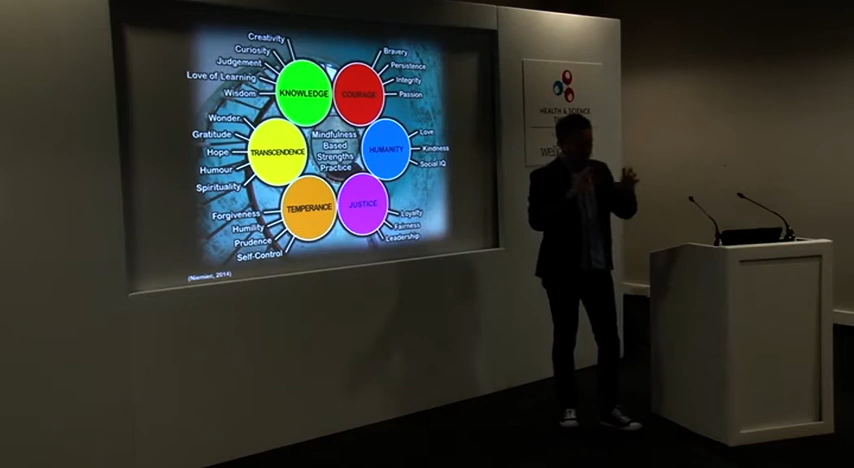 Creativity
Curiosity
Judgement
Love of Learning
Wisdom
KNOWLEDGE
Bravery
Persistence
Integrity
Passion
COURAGE
Wonder
Gratitude
Hope
Humour
Spirituality
TRANSCENDENCE
Mindfulness
Based
Strengths
Practice
Love
Kindness
Social IQ
HUMANITY
Forgiveness
Humility
Prudence
Self-Control
TEMPERANCE
Loyalty
Fairness
Leadership
JUSTICE
(Niemiec, 2014)
HEALTH & SCIENCE